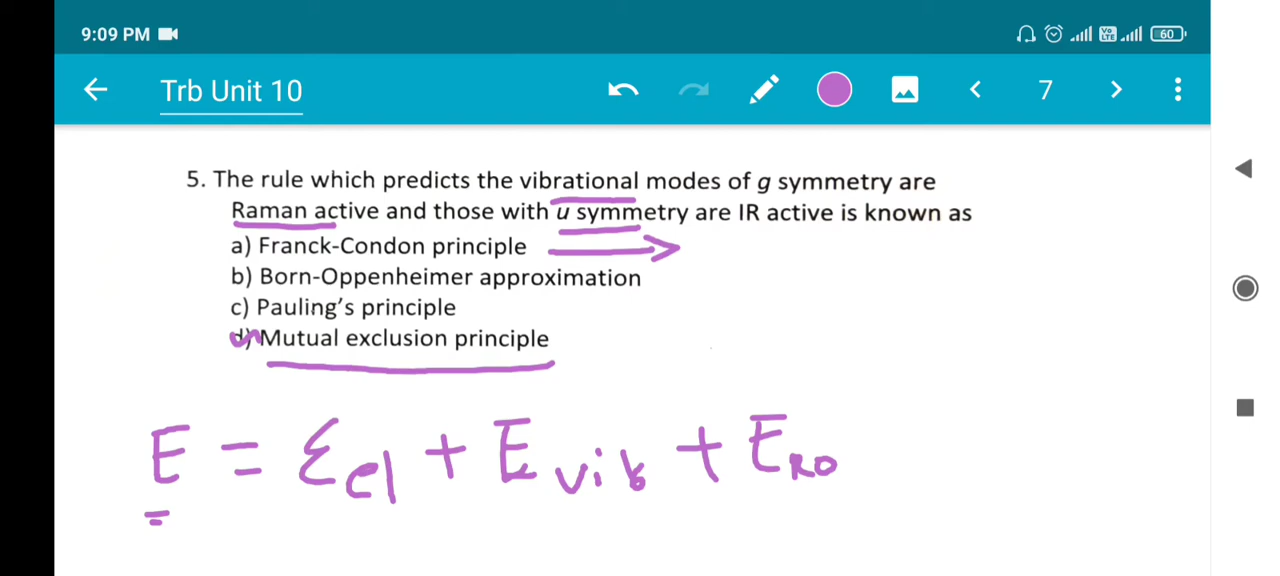 9:09 PM
60
Trb Unit 10
7
5. The rule which predicts the vibrational modes of g symmetry are
Raman active and those with u symmetry are IR active is known as
a) Franck-Condon principle
b) Born-Oppenheimer approximation
c) Pauling's principle
d) Mutual exclusion principle
E = Eel + Evib + ERo